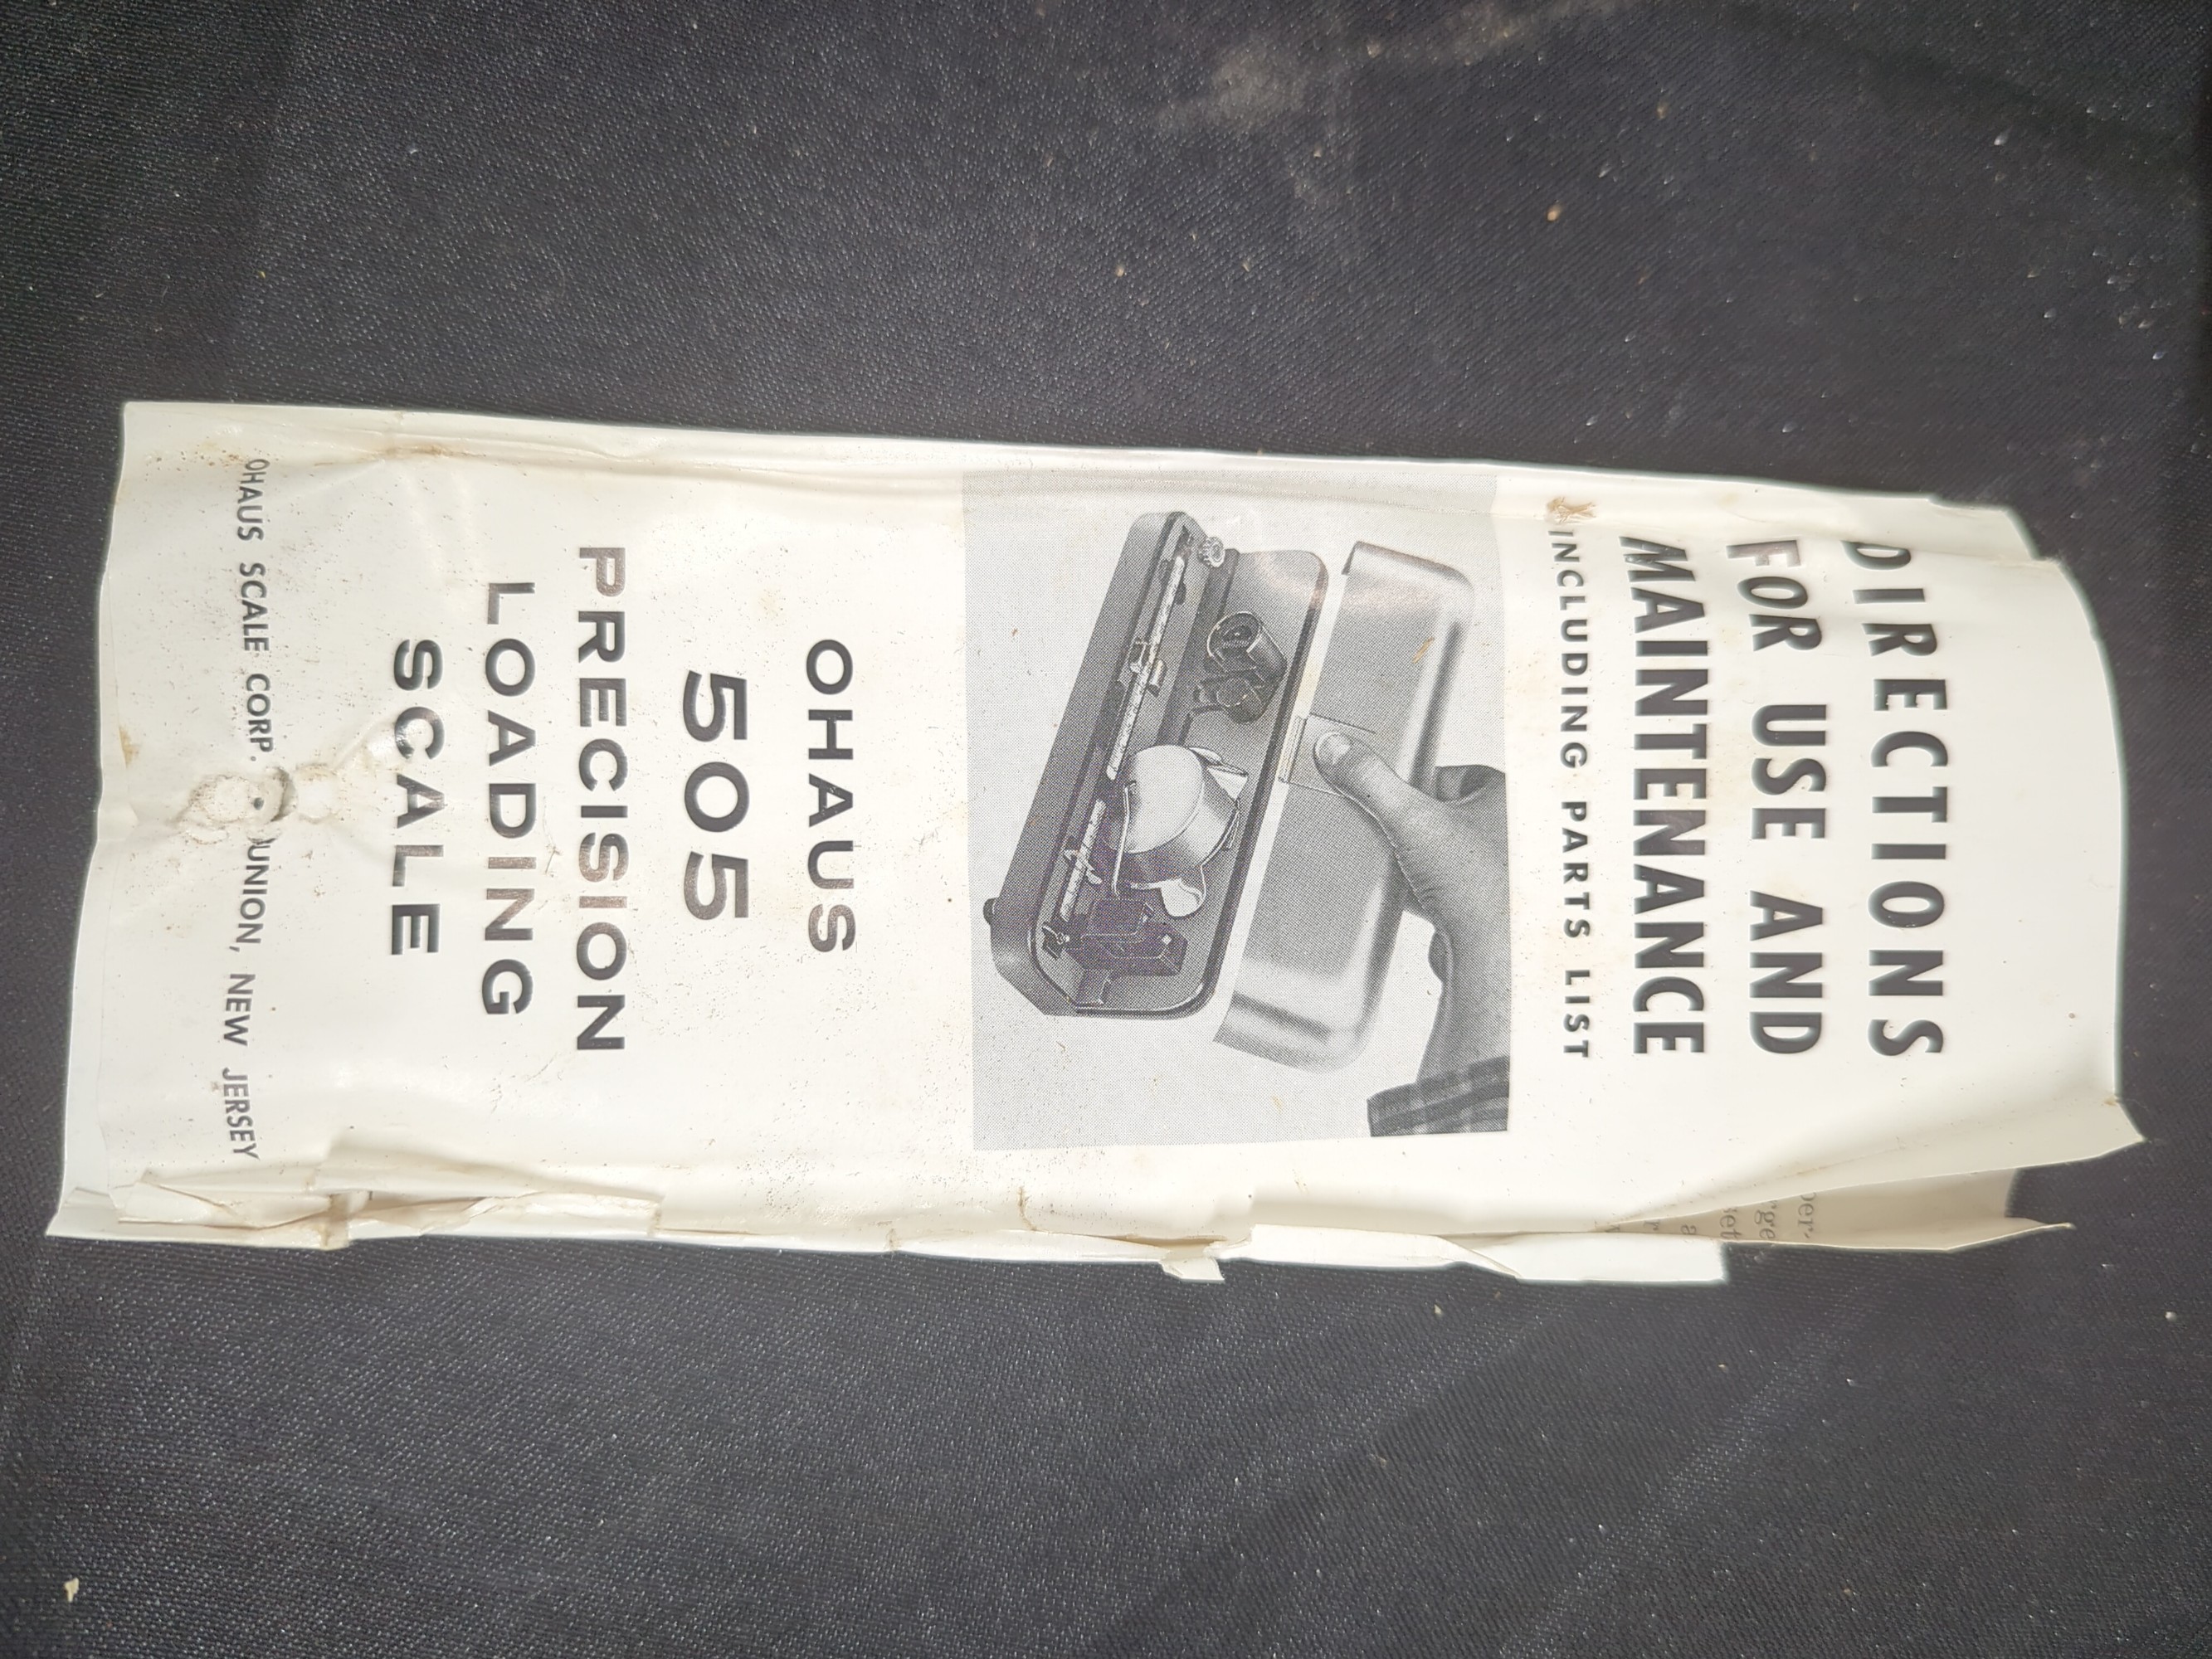 DIRECTIONS
FOR USE AND
MAINTENANCE
INCLUDING PARTS LIST
OHAUS
505
PRECISION
LOADING
SCALE
OHAUS SCALE CORP. • UNION, NEW JERSEY